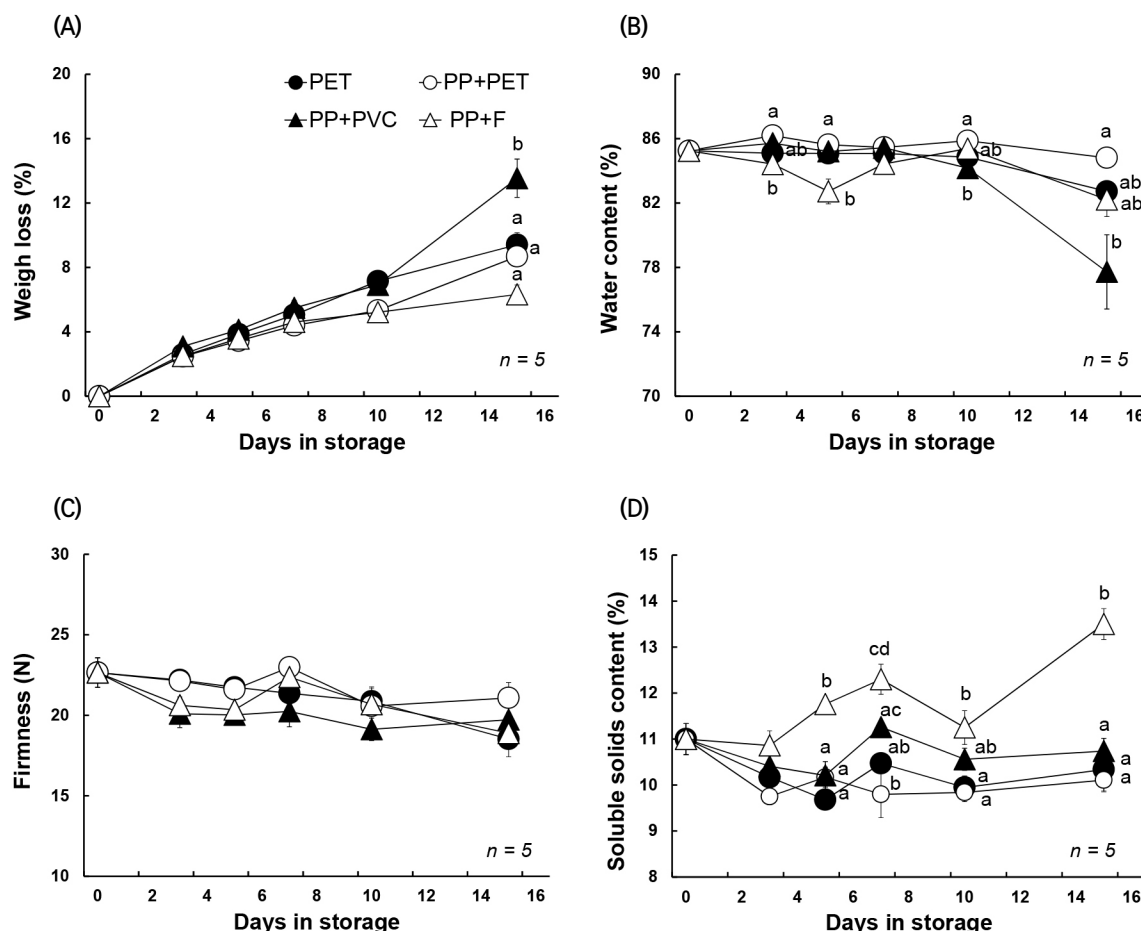 (A)
Weigh loss (%)
20
16
12
8
4
0
PET
PP+PET
PP+PVC
PP+F
b
a
a
a
n = 5
0 2 4 6 8 10 12 14 16
Days in storage
(B)
Water content (%)
90
86
82
78
74
70
a a a a
ab ab
b b b
ab
ab
b
n = 5
0 2 4 6 8 10 12 14 16
Days in storage
(C)
Firmness (N)
30
25
20
15
10
n = 5
0 2 4 6 8 10 12 14 16
Days in storage
(D)
Soluble solids content (%)
15
14
13
12
11
10
9
8
b
cd
b b
ac
a ab ab a
a a a
a b a a
n = 5
0 2 4 6 8 10 12 14 16
Days in storage